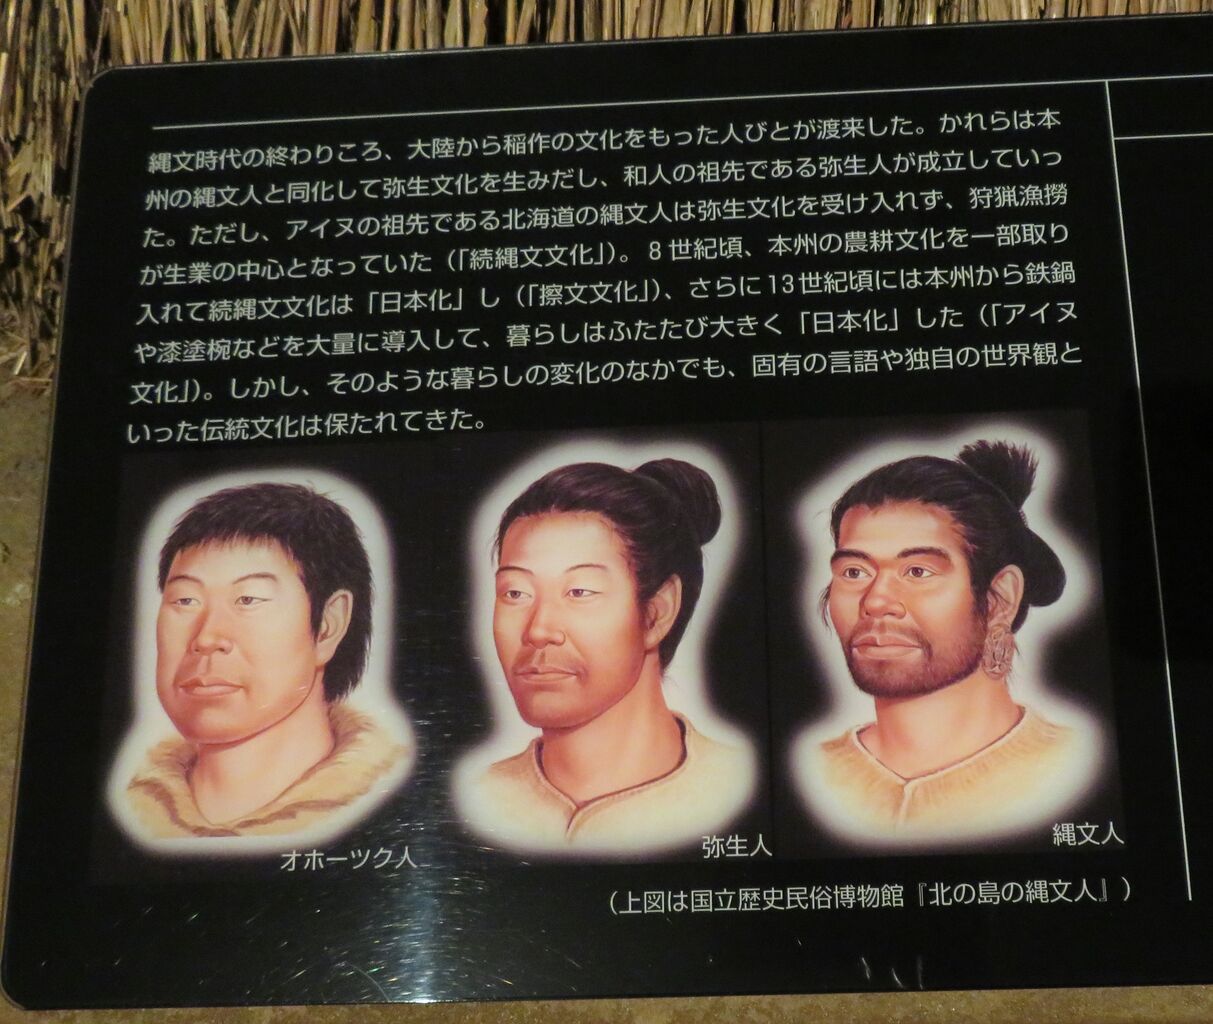 縄文時代の終わりころ、大陸から稲作の文化をもった人びとが渡来した。かれらは本
州の縄文人と同化して弥生文化を生みだし、和人の祖先である弥生人が成立していっ
た。ただし、アイヌの祖先である北海道の縄文人は弥生文化を受け入れず、狩猟漁撈
が生業の中心となっていた（「続縄文文化」）。8世紀頃、本州の農耕文化を一部取り
入れて続縄文文化は「日本化」し（「擦文文化」）、さらに13世紀頃には本州から鉄鍋
や漆塗椀などを大量に導入して、暮らしはふたたび大きく「日本化」した（「アイヌ
文化」）。しかし、そのような暮らしの変化のなかでも、固有の言語や独自の世界観と
いった伝統文化は保たれてきた。
オホーツク人
弥生人
縄文人
（上図は国立歴史民俗博物館『北の島の縄文人』）